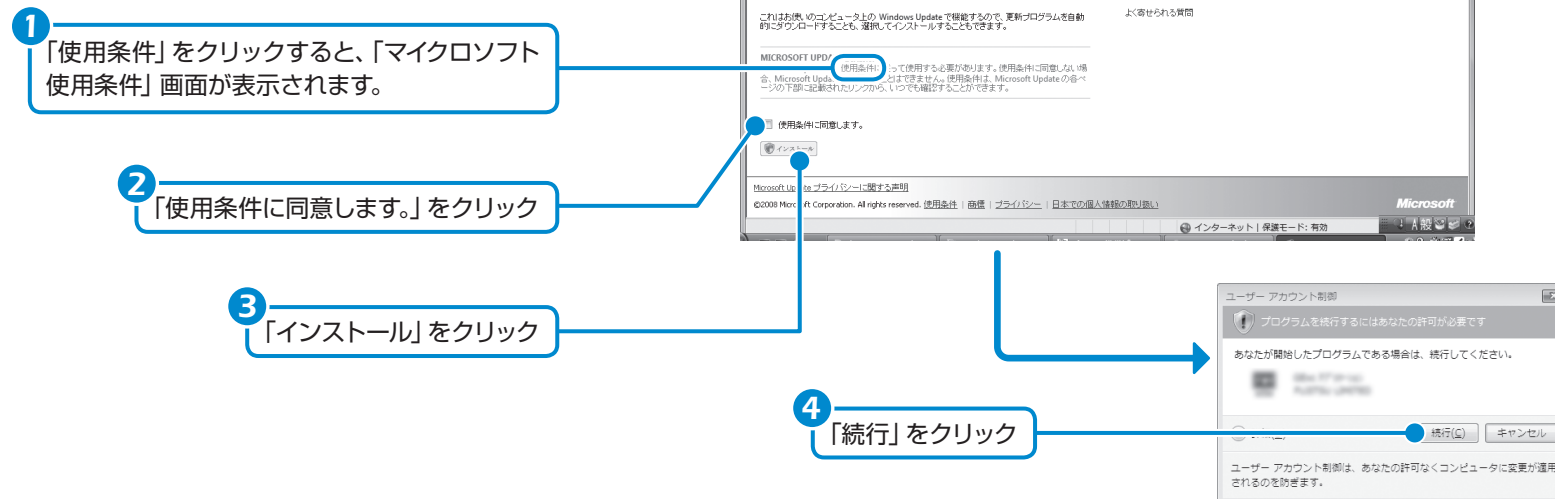 これはお使いのコンピュータ上の Windows Update で機能するので、更新プログラムを自動
的にダウンロードすることも、選択してインストールすることもできます。
よく寄せられる質問
1
「使用条件」をクリックすると、「マイクロソフト
使用条件」画面が表示されます。
MICROSOFT UPD
使用条件に って使用する必要があります。使用条件に同意しない場
合、Microsoft Upda とはできません。使用条件は、Microsoft Update の各ペ
ージの下部に記載されたリンクから、いつでも確認することができます。
使用条件に同意します。
インストール
2
「使用条件に同意します。」をクリック
Microsoft Up te プライバシーに関する声明
©2008 Micro ft Corporation. All rights reserved. 使用条件 | 商標 | プライバシー | 日本での個人情報の取り扱い
Microsoft
インターネット | 保護モード: 有効
A 般
3
「インストール」をクリック
ユーザー アカウント制御
プログラムを続行するにはあなたの許可が必要です
あなたが開始したプログラムである場合は、続行してください。
4
「続行」をクリック
続行(C)
キャンセル
ユーザー アカウント制御は、あなたの許可なくコンピュータに変更が適用
されるのを防ぎます。